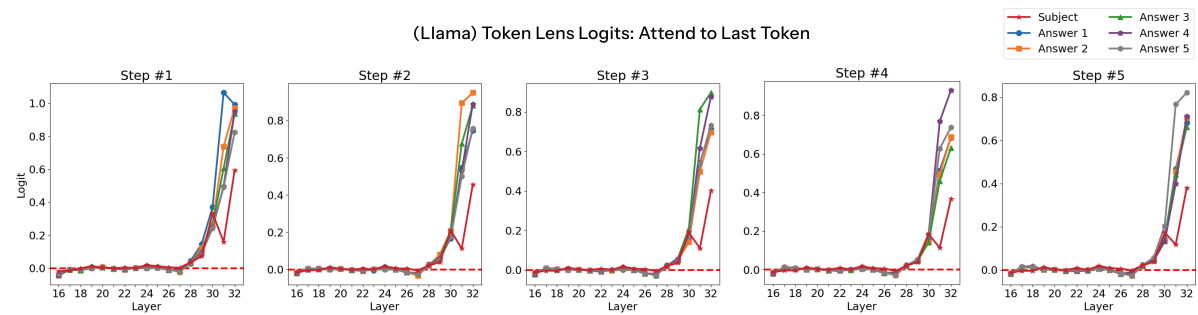 (Llama) Token Lens Logits: Attend to Last Token
Subject
Answer 1
Answer 2
Answer 3
Answer 4
Answer 5
Step #1
Logit
1.0
0.8
0.6
0.4
0.2
0.0
16 18 20 22 24 26 28 30 32
Layer
Step #2
0.8
0.6
0.4
0.2
0.0
16 18 20 22 24 26 28 30 32
Layer
Step #3
0.8
0.6
0.4
0.2
0.0
16 18 20 22 24 26 28 30 32
Layer
Step #4
0.8
0.6
0.4
0.2
0.0
16 18 20 22 24 26 28 30 32
Layer
Step #5
0.8
0.6
0.4
0.2
0.0
16 18 20 22 24 26 28 30 32
Layer